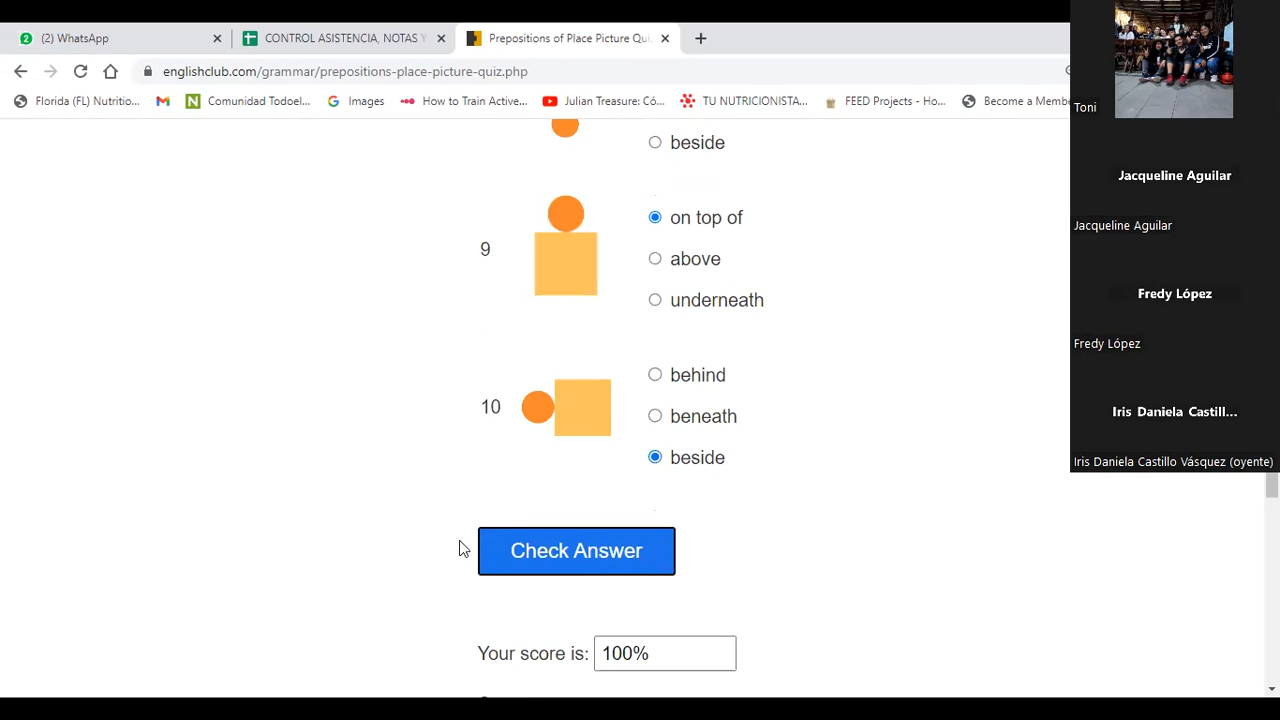 2 (2) WhatsApp
CONTROL ASISTENCIA, NOTAS Y
Prepositions of Place Picture Qui
englishclub.com/grammar/prepositions-place-picture-quiz.php
Florida (FL) Nutritio...
Comunidad Todoel...
Images
How to Train Active...
Julian Treasure: Có...
TU NUTRICIONISTA...
FEED Projects - Ho...
Become a Memb
beside
9
on top of
above
underneath
10
behind
beneath
beside
Check Answer
Your score is: 100%
Toni
Jacqueline Aguilar
Jacqueline Aguilar
Fredy López
Fredy López
Iris Daniela Castill...
Iris Daniela Castillo Vásquez (oyente)